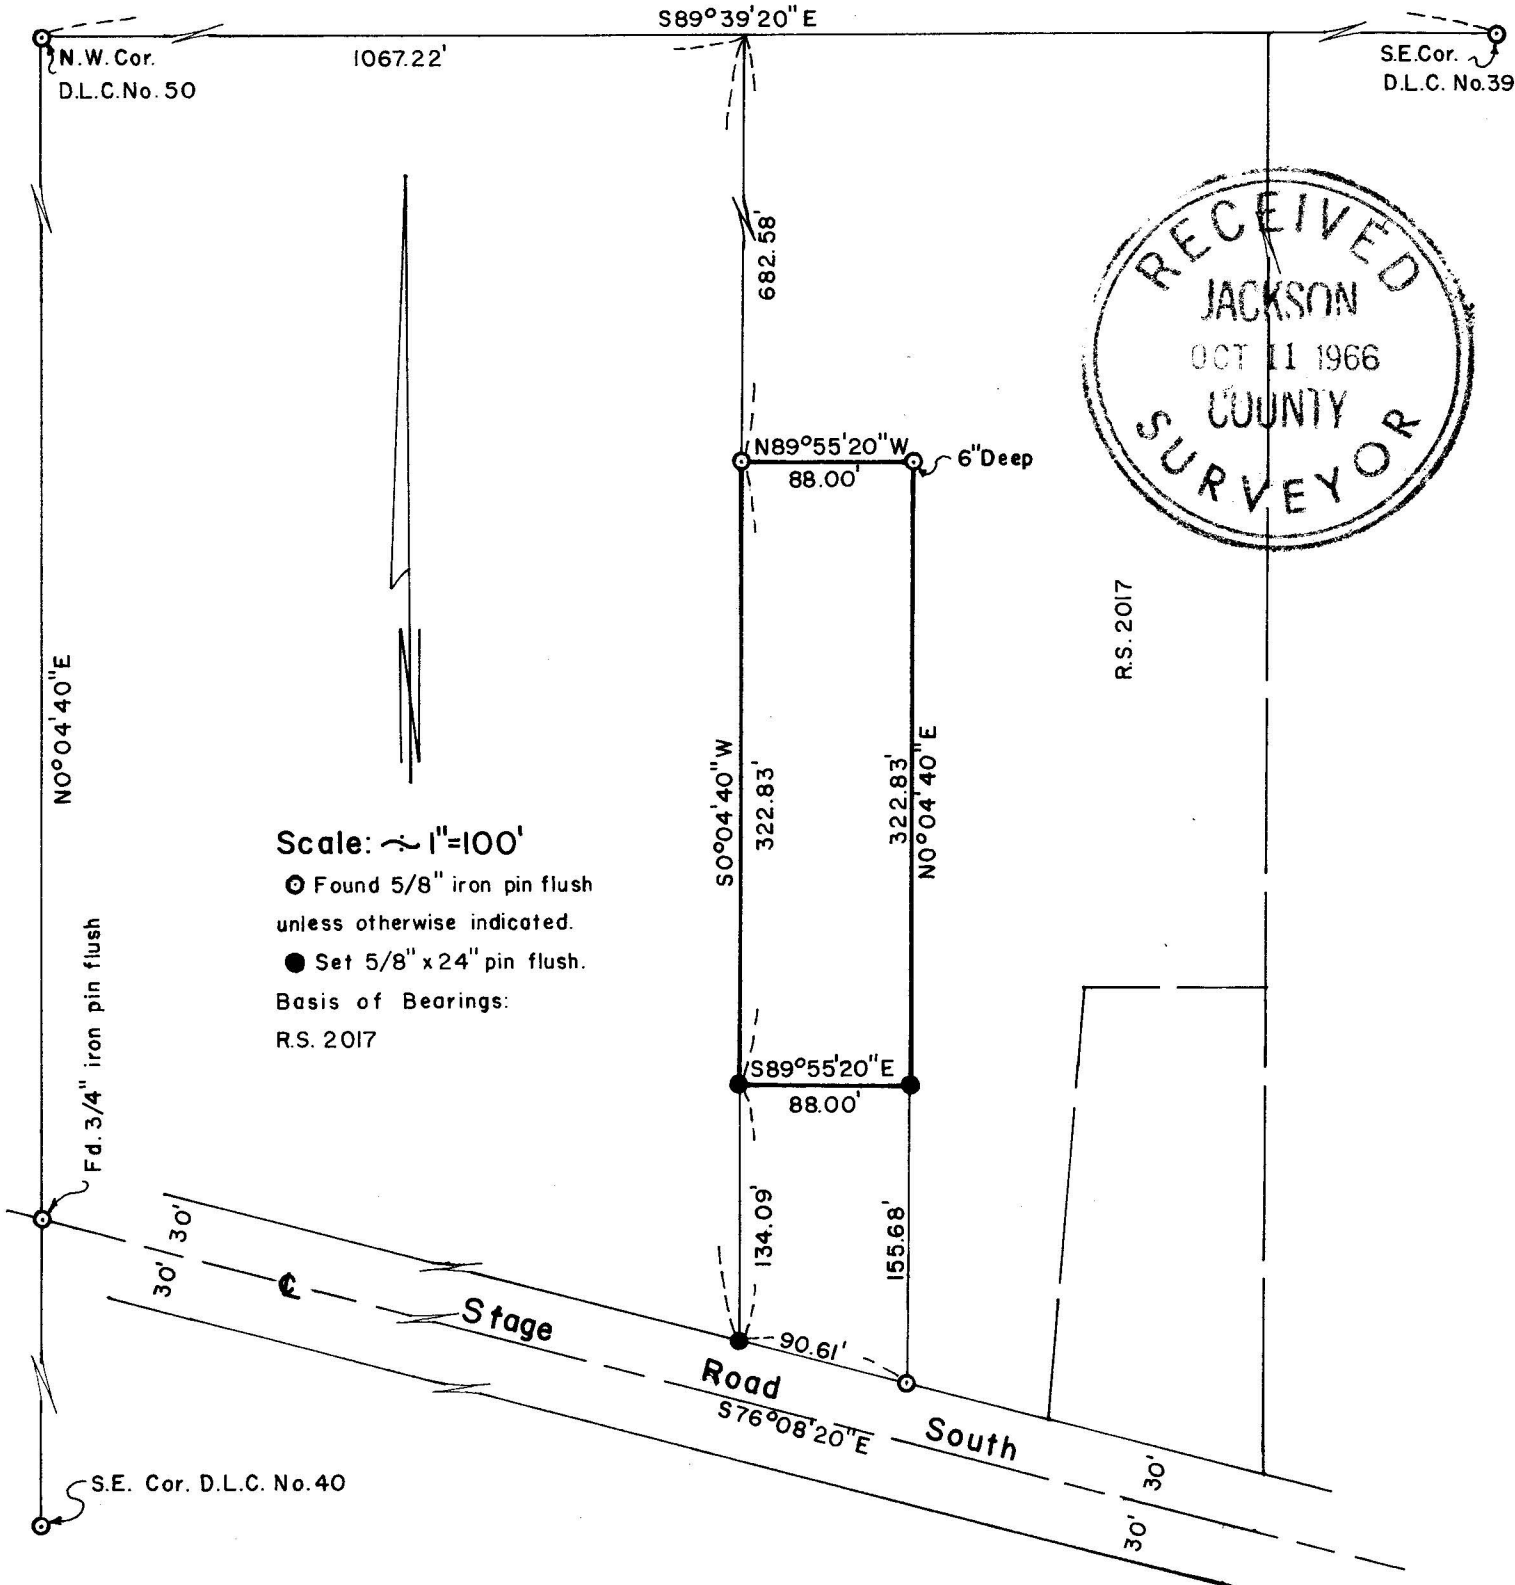 S89°39'20"E
N.W. Cor.
D.L.C. No. 50
1067.22'
S.E. Cor.
D.L.C. No. 39
682.58'
RECEIVED
JACKSON
OCT 11 1966
COUNTY
SURVEYOR
N89°55'20"W
88.00'
6" Deep
R.S. 2017
N0°04'40"E
S0°04'40"W
322.83'
322.83'
N0°04'40"E
Scale: 1"=100'
Found 5/8" iron pin flush
unless otherwise indicated.
Set 5/8" x 24" pin flush.
Basis of Bearings:
R.S. 2017
Fd. 3/4" iron pin flush
S89°55'20"E
88.00'
134.09'
155.68'
30'
30'
℄
Stage Road South
90.61'
S76°08'20"E
30'
30'
S.E. Cor. D.L.C. No. 40
N